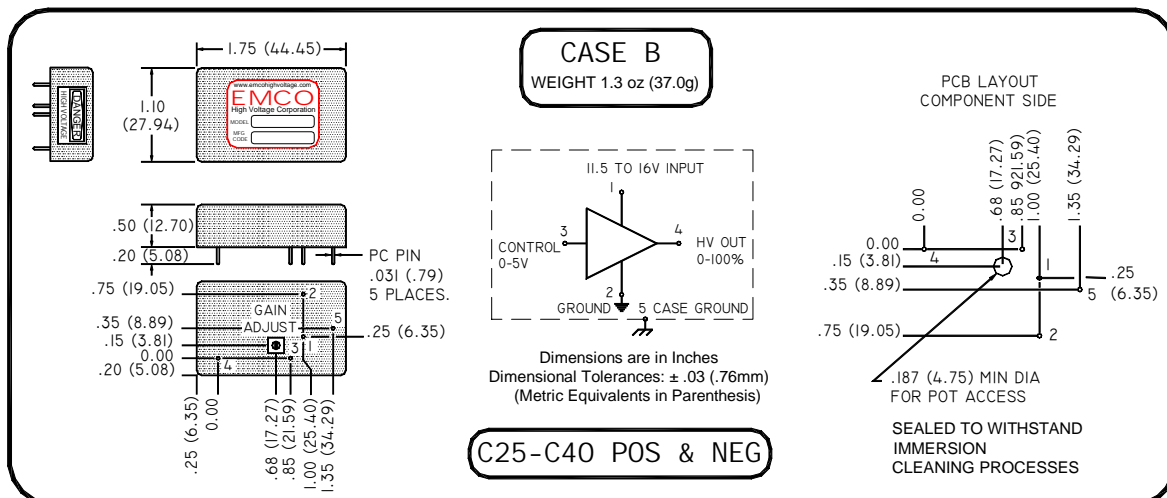 1.75 (44.45)
1.10
(27.94)
DANGER
HIGH VOLTAGE
www.emcohighvoltage.com
EMCO
High Voltage Corporation
MODEL
MFG
CODE
.50 (12.70)
.20 (5.08)
PC PIN
.031 (.79)
5 PLACES.
.75 (19.05)
.35 (8.89)
.15 (3.81)
0.00
.20 (5.08)
GAIN
ADJUST
2
5
3
1
4
.25 (6.35)
.25 (6.35)
0.00
.68 (17.27)
.85 (21.59)
1.00 (25.40)
1.35 (34.29)
CASE B
WEIGHT 1.3 oz (37.0g)
11.5 TO 16V INPUT
1
3
4
CONTROL
0-5V
HV OUT
0-100%
2
GROUND
5 CASE GROUND
Dimensions are in Inches
Dimensional Tolerances: ± .03 (.76mm)
(Metric Equivalents in Parenthesis)
C25-C40 POS & NEG
PCB LAYOUT
COMPONENT SIDE
0.00
.68 (17.27)
.85 921.59)
1.00 (25.40)
1.35 (34.29)
0.00
.15 (3.81)
.35 (8.89)
.75 (19.05)
4
3
1
5
2
.25
(6.35)
.187 (4.75) MIN DIA
FOR POT ACCESS
SEALED TO WITHSTAND
IMMERSION
CLEANING PROCESSES